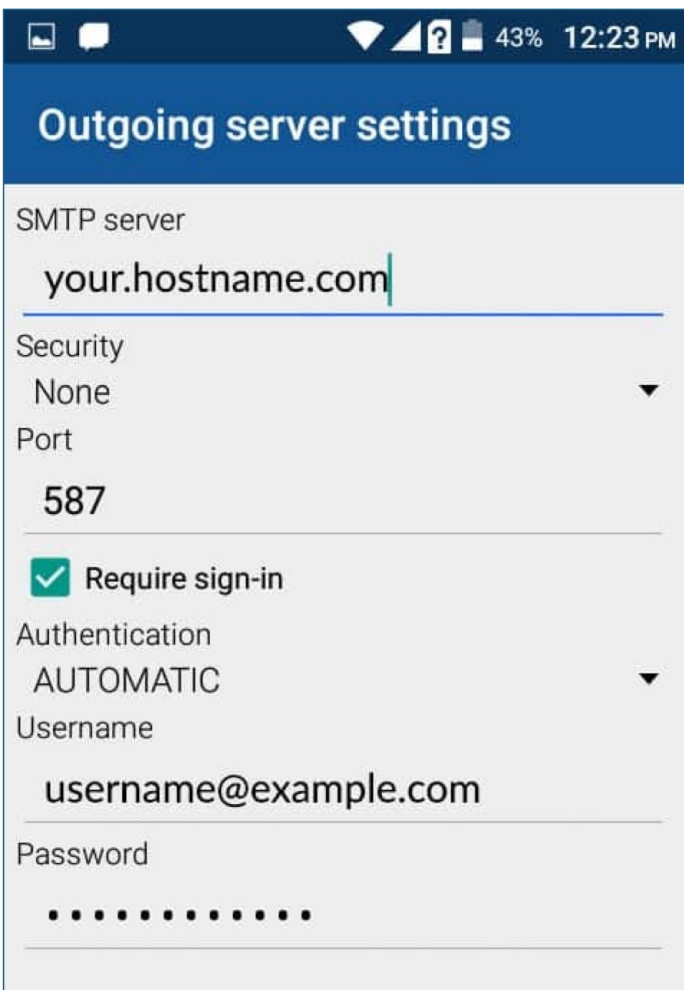 43% 12:23 PM
Outgoing server settings
SMTP server
your.hostname.com
Security
None
Port
587
Require sign-in
Authentication
AUTOMATIC
Username
username@example.com
Password
••••••••••••